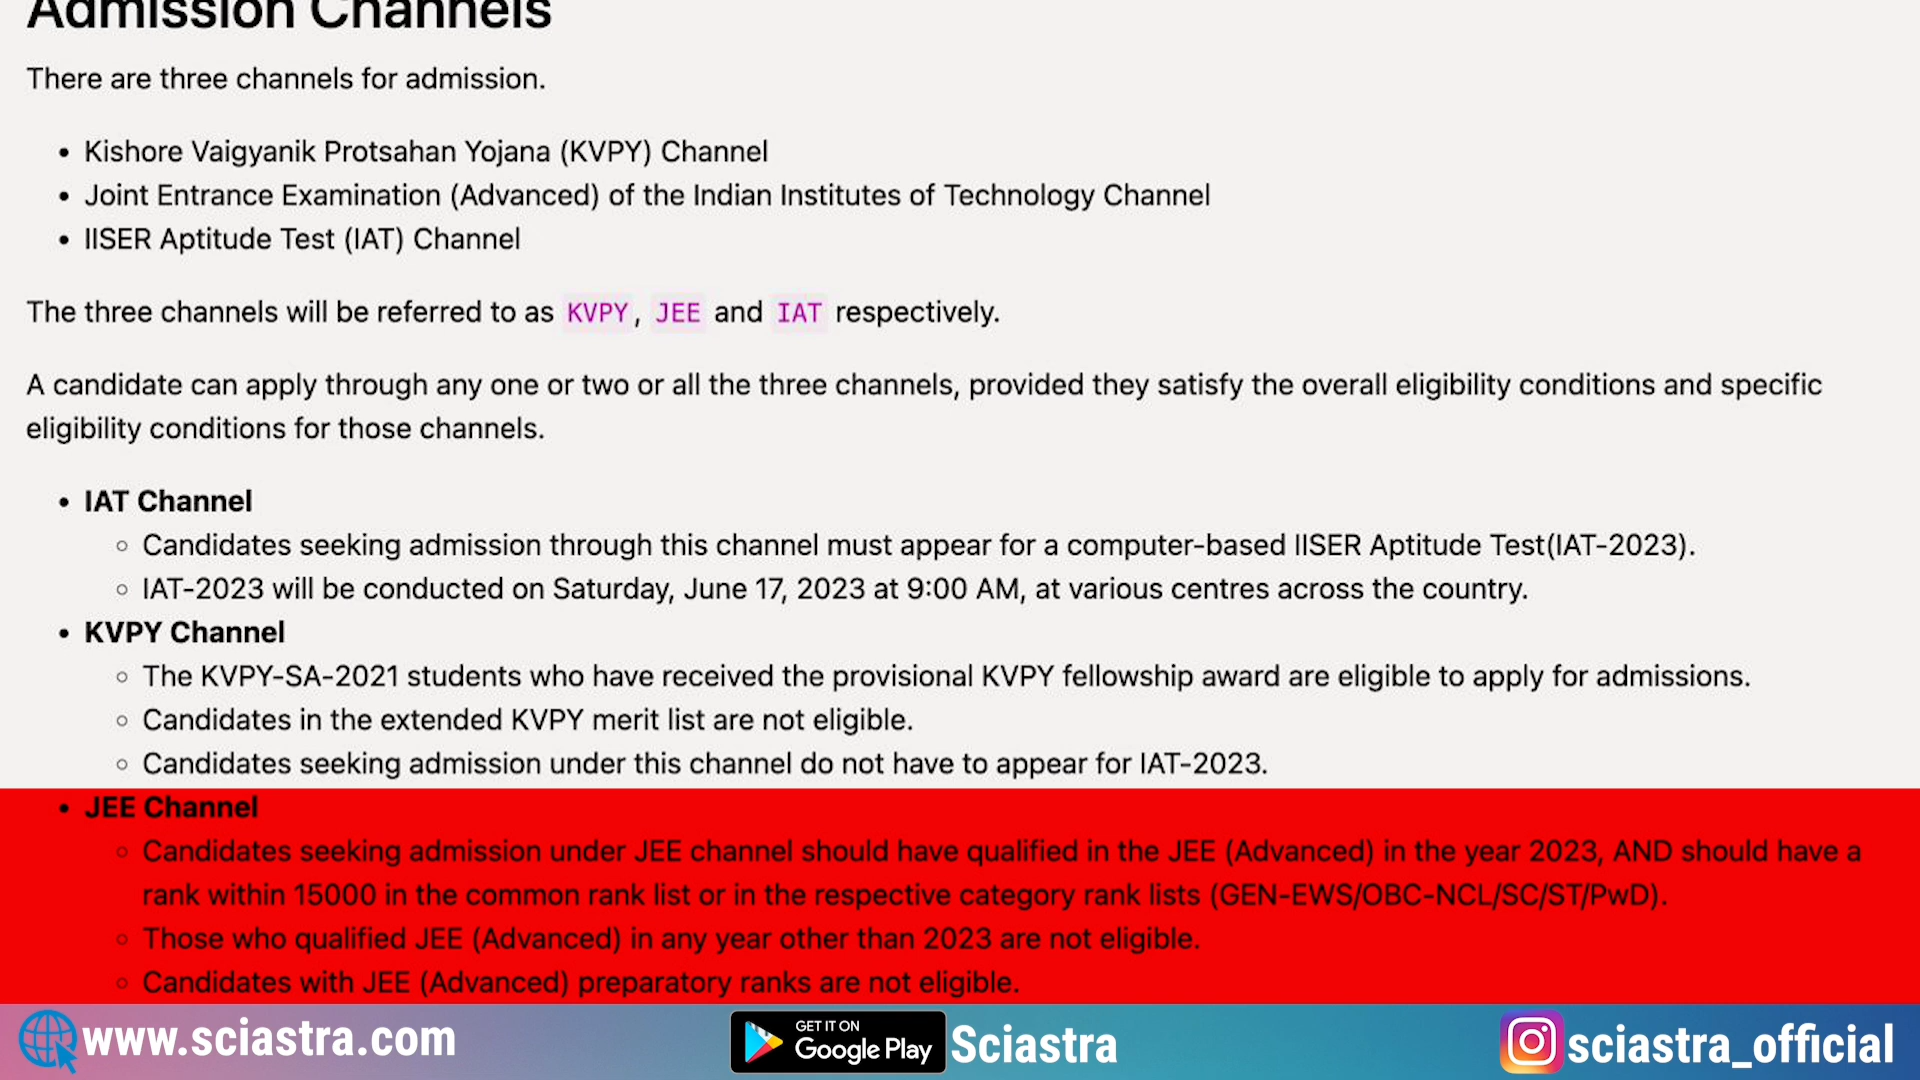 Admission Channels
There are three channels for admission.
• Kishore Vaigyanik Protsahan Yojana (KVPY) Channel
• Joint Entrance Examination (Advanced) of the Indian Institutes of Technology Channel
• IISER Aptitude Test (IAT) Channel
The three channels will be referred to as KVPY, JEE and IAT respectively.
A candidate can apply through any one or two or all the three channels, provided they satisfy the overall eligibility conditions and specific
eligibility conditions for those channels.
• IAT Channel
◦ Candidates seeking admission through this channel must appear for a computer-based IISER Aptitude Test(IAT-2023).
◦ IAT-2023 will be conducted on Saturday, June 17, 2023 at 9:00 AM, at various centres across the country.
• KVPY Channel
◦ The KVPY-SA-2021 students who have received the provisional KVPY fellowship award are eligible to apply for admissions.
◦ Candidates in the extended KVPY merit list are not eligible.
◦ Candidates seeking admission under this channel do not have to appear for IAT-2023.
• JEE Channel
◦ Candidates seeking admission under JEE channel should have qualified in the JEE (Advanced) in the year 2023, AND should have a
rank within 15000 in the common rank list or in the respective category rank lists (GEN-EWS/OBC-NCL/SC/ST/PwD).
◦ Those who qualified JEE (Advanced) in any year other than 2023 are not eligible.
◦ Candidates with JEE (Advanced) preparatory ranks are not eligible.
www.sciastra.com
GET IT ON
Google Play
Sciastra
sciastra_official